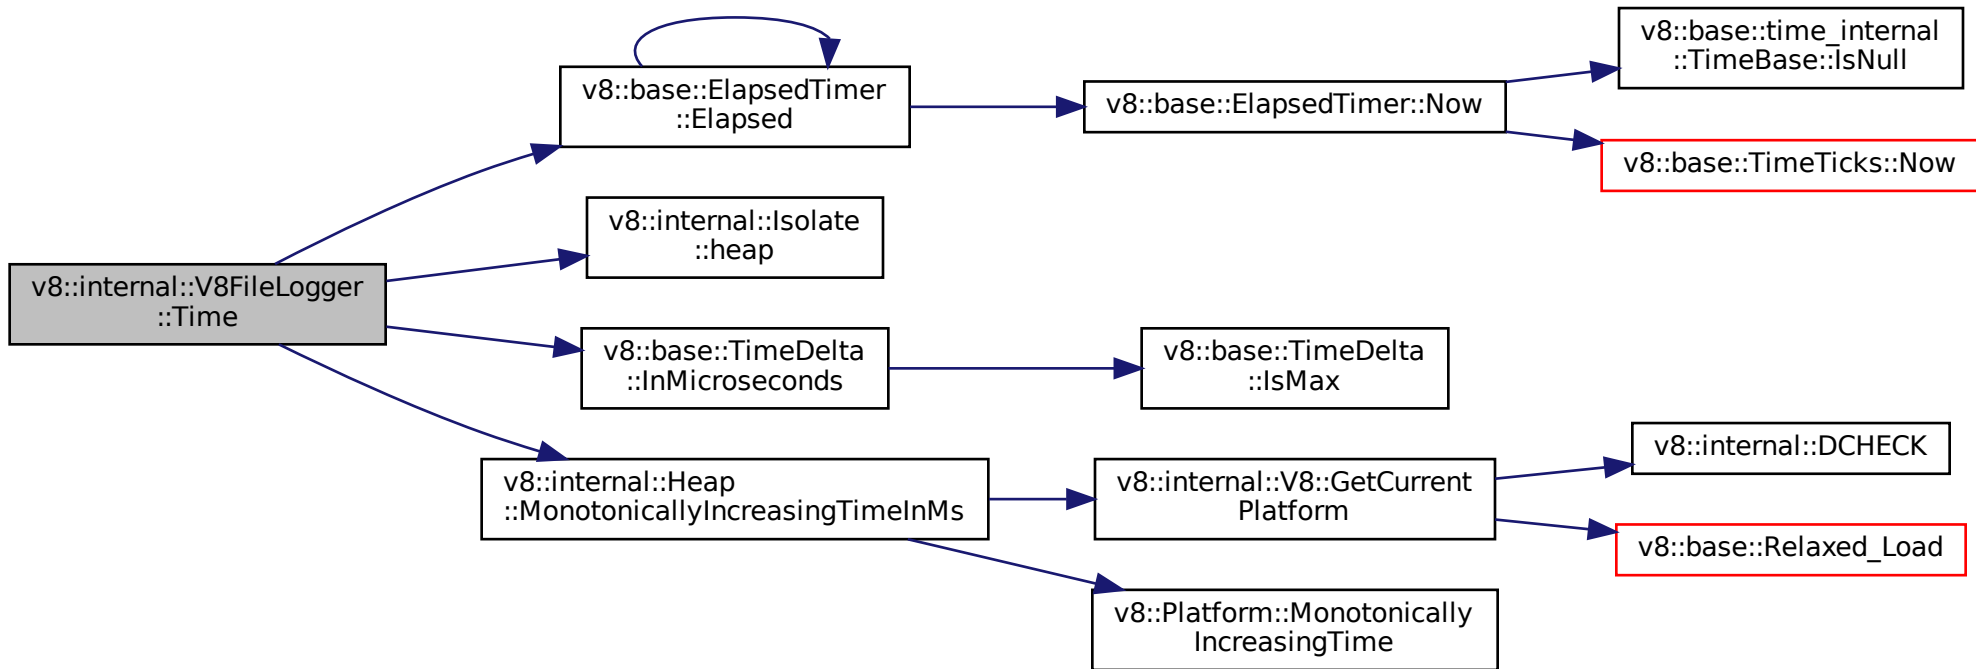 v8::internal::V8FileLogger
::Time
v8::base::ElapsedTimer
::Elapsed
v8::internal::Isolate
::heap
v8::base::TimeDelta
::InMicroseconds
v8::internal::Heap
::MonotonicallyIncreasingTimeInMs
v8::base::ElapsedTimer::Now
v8::base::time_internal
::TimeBase::IsNull
v8::base::TimeTicks::Now
v8::base::TimeDelta
::IsMax
v8::internal::V8::GetCurrent
Platform
v8::Platform::Monotonically
IncreasingTime
v8::internal::DCHECK
v8::base::Relaxed_Load